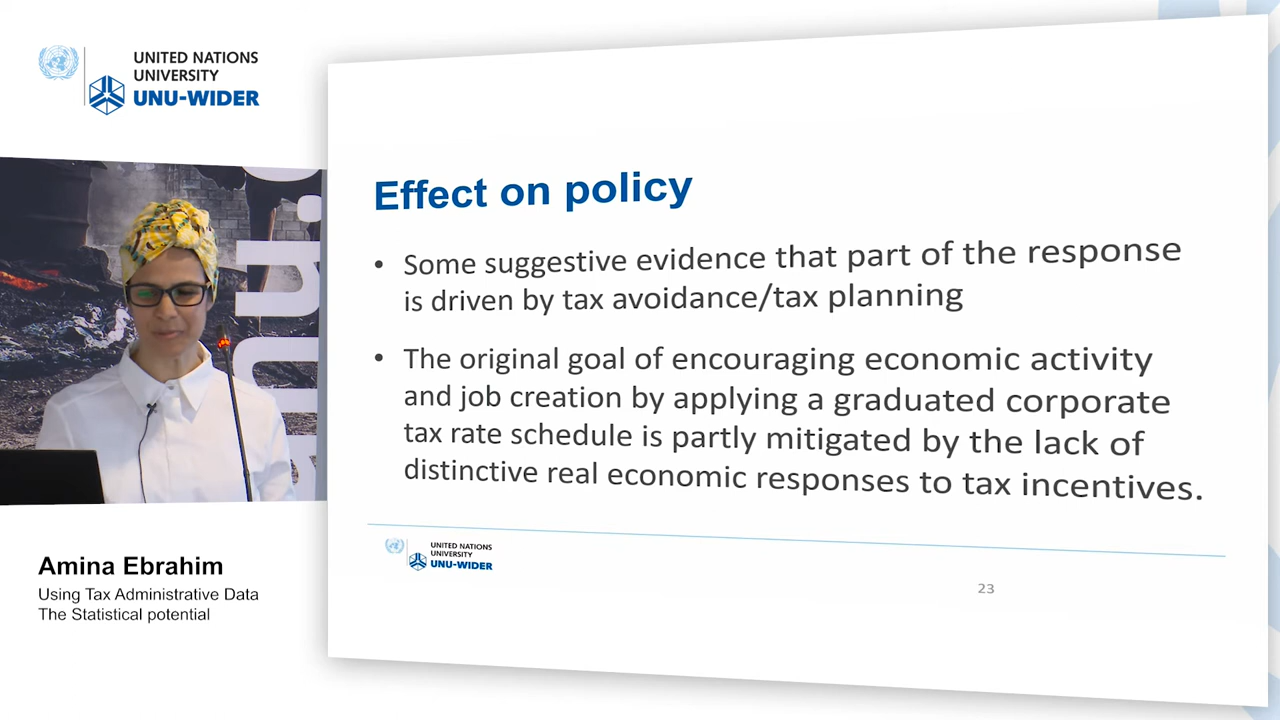 UNITED NATIONS
UNIVERSITY
UNU-WIDER
Effect on policy
• Some suggestive evidence that part of the response
is driven by tax avoidance/tax planning
• The original goal of encouraging economic activity
and job creation by applying a graduated corporate
tax rate schedule is partly mitigated by the lack of
distinctive real economic responses to tax incentives.
UNITED NATIONS
UNIVERSITY
UNU-WIDER
23
Amina Ebrahim
Using Tax Administrative Data
The Statistical potential